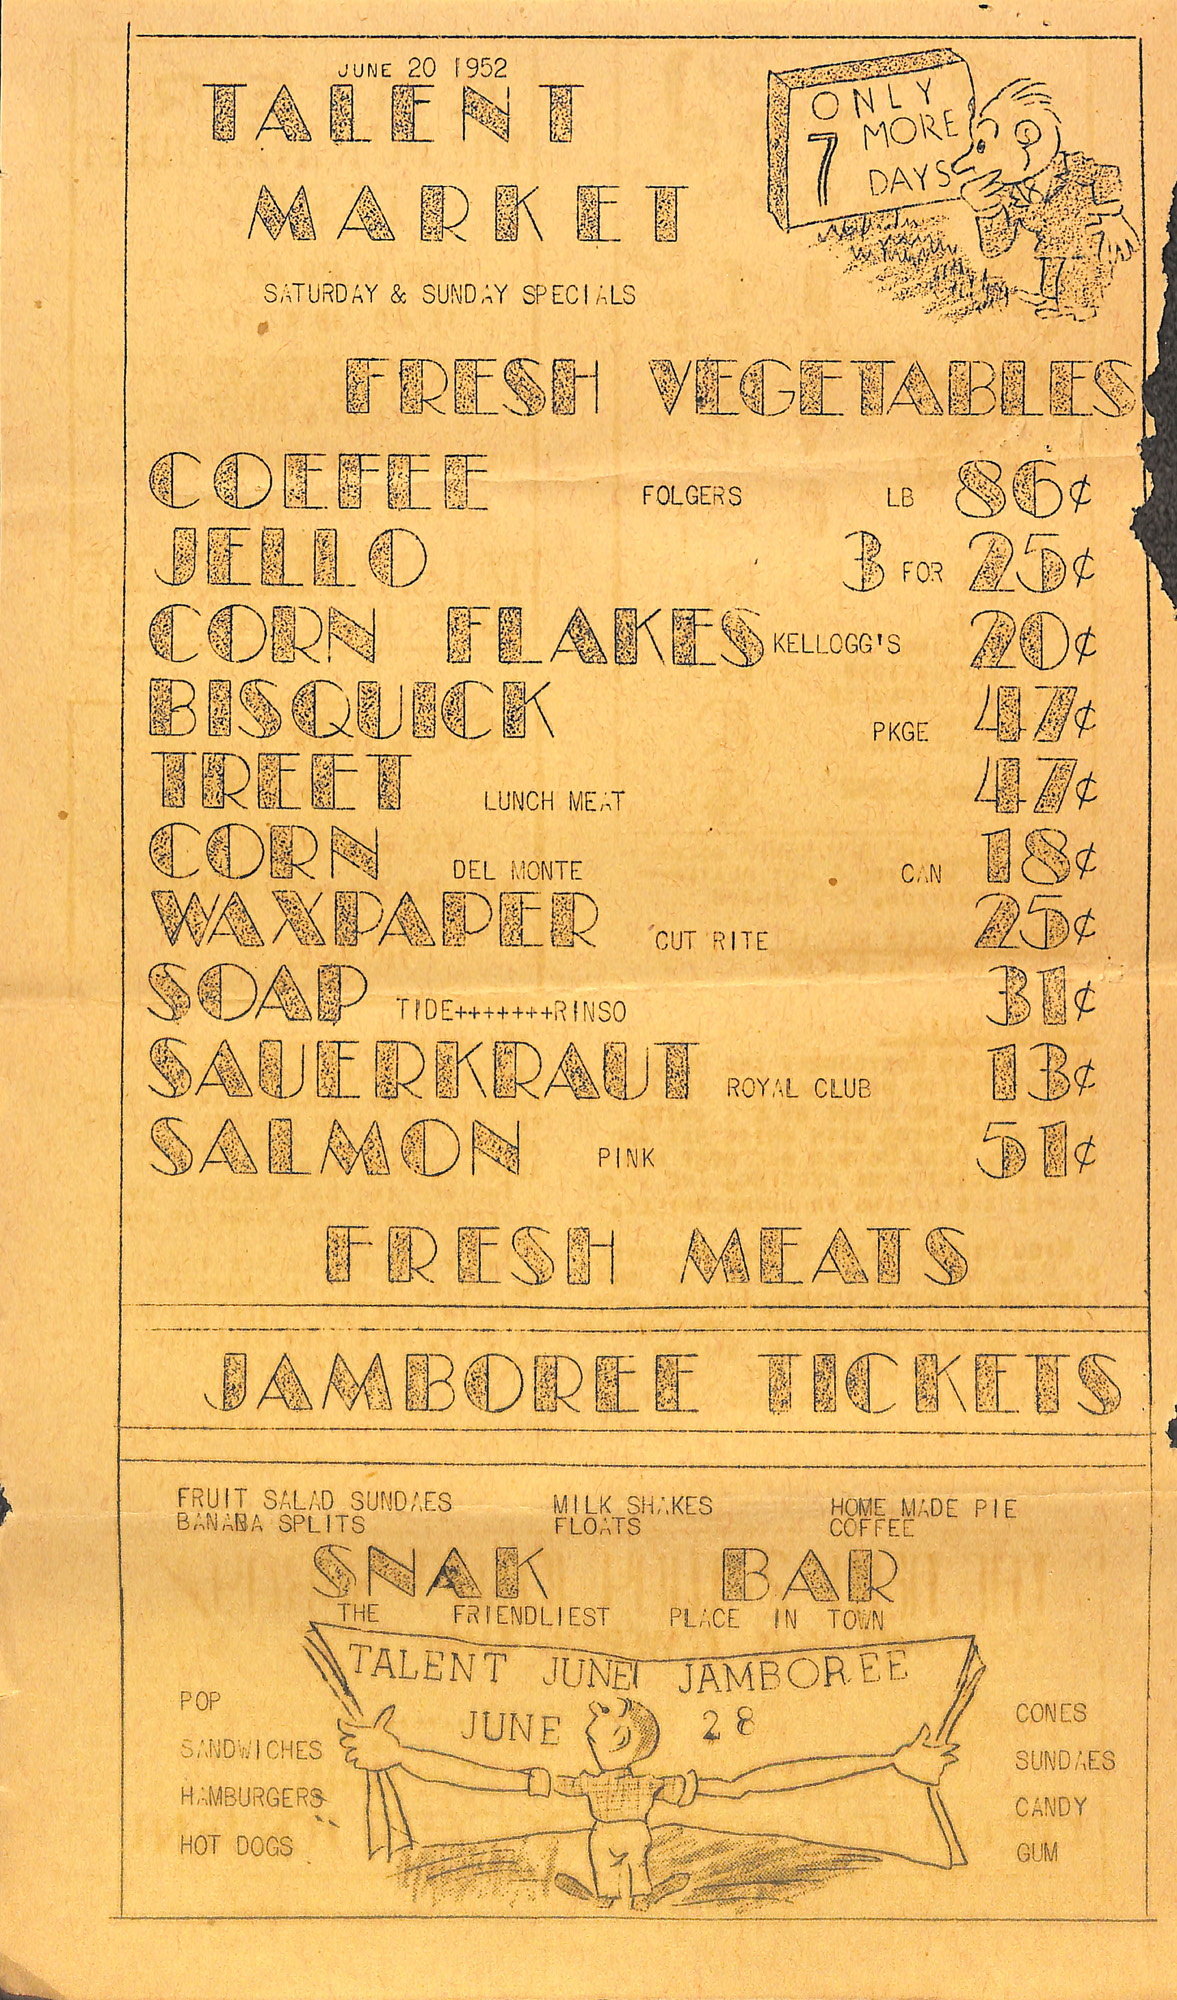 JUNE 20 1952
TALENT
MARKET
ONLY
7 MORE
DAYS
SATURDAY & SUNDAY SPECIALS
FRESH VEGETABLES
COEFEE FOLGERS LB 86¢
JELLO 3 FOR 25¢
CORN FLAKES KELLOGG'S 20¢
BISQUICK PKGE 47¢
TREET LUNCH MEAT 47¢
CORN DEL MONTE CAN 18¢
WAXPAPER CUT RITE 25¢
SOAP TIDE+++++++RINSO 31¢
SAUERKRAUT ROYAL CLUB 13¢
SALMON PINK 51¢
FRESH MEATS
JAMBOREE TICKETS
FRUIT SALAD SUNDAES MILK SHAKES HOME MADE PIE
BANANA SPLITS FLOATS COFFEE
SNAK BAR
THE FRIENDLIEST PLACE IN TOWN
TALENT JUNE JAMBOREE
JUNE 28
POP
SANDWICHES
HAMBURGERS
HOT DOGS
CONES
SUNDAES
CANDY
GUM